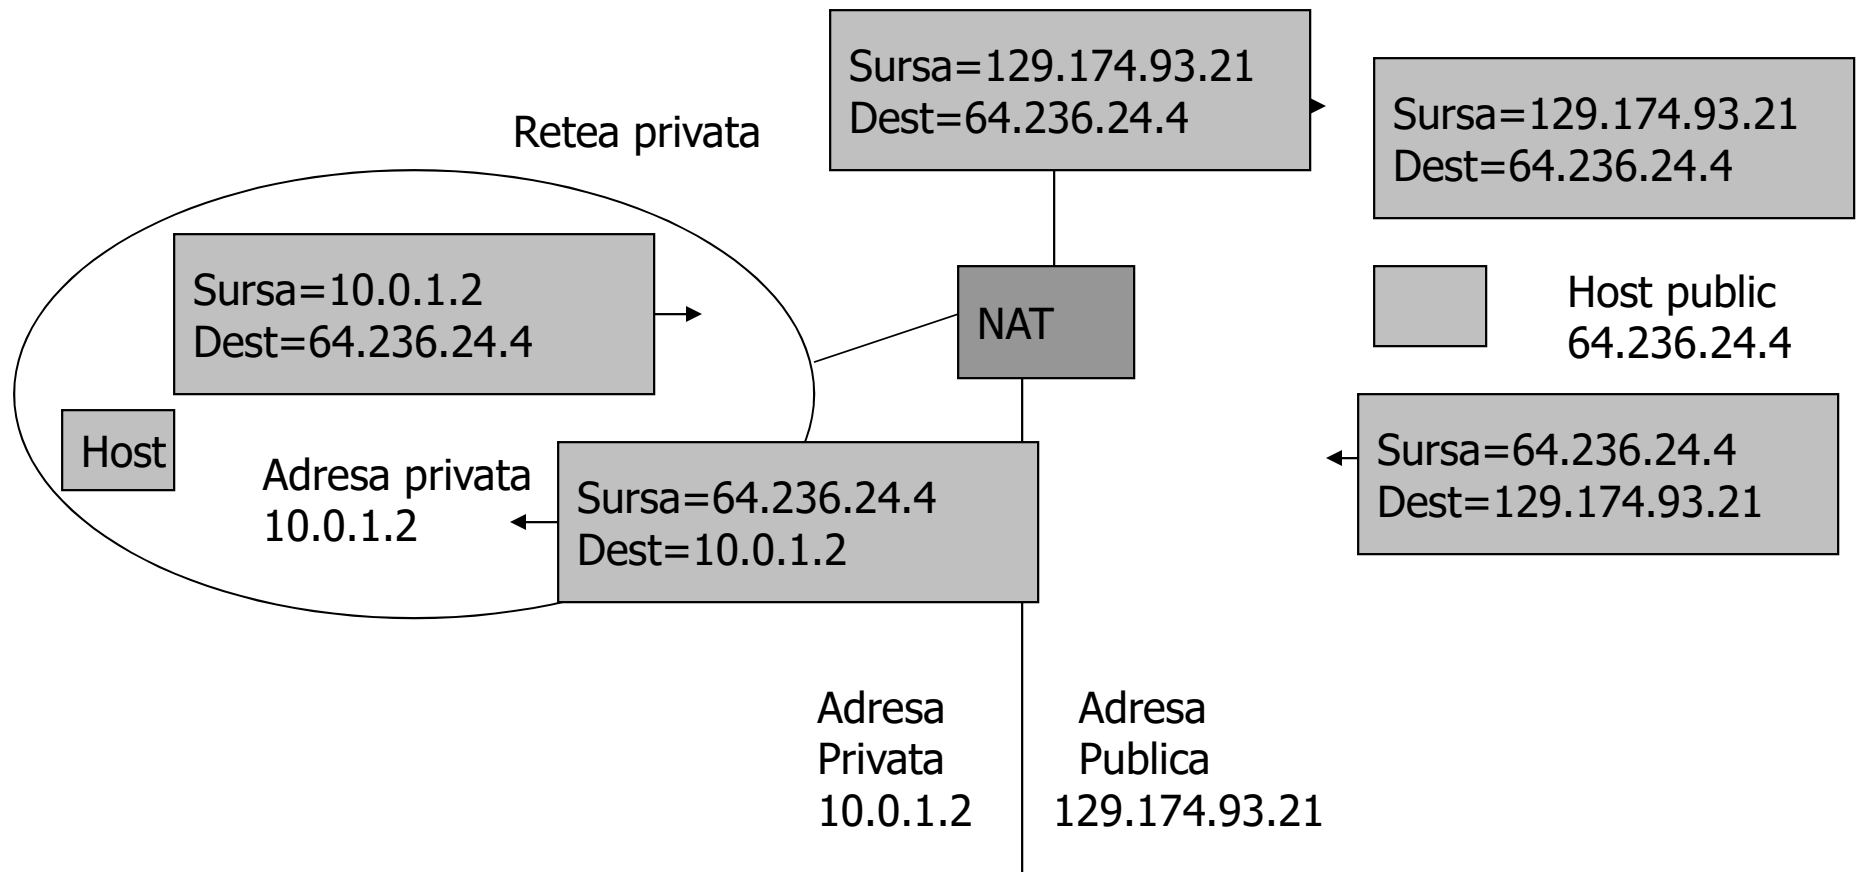 Sursa=129.174.93.21
Dest=64.236.24.4
Sursa=129.174.93.21
Dest=64.236.24.4
Retea privata
Sursa=10.0.1.2
Dest=64.236.24.4
NAT
Host public
64.236.24.4
Host
Adresa privata
10.0.1.2
Sursa=64.236.24.4
Dest=10.0.1.2
Sursa=64.236.24.4
Dest=129.174.93.21
Adresa
Privata
10.0.1.2
Adresa
Publica
129.174.93.21